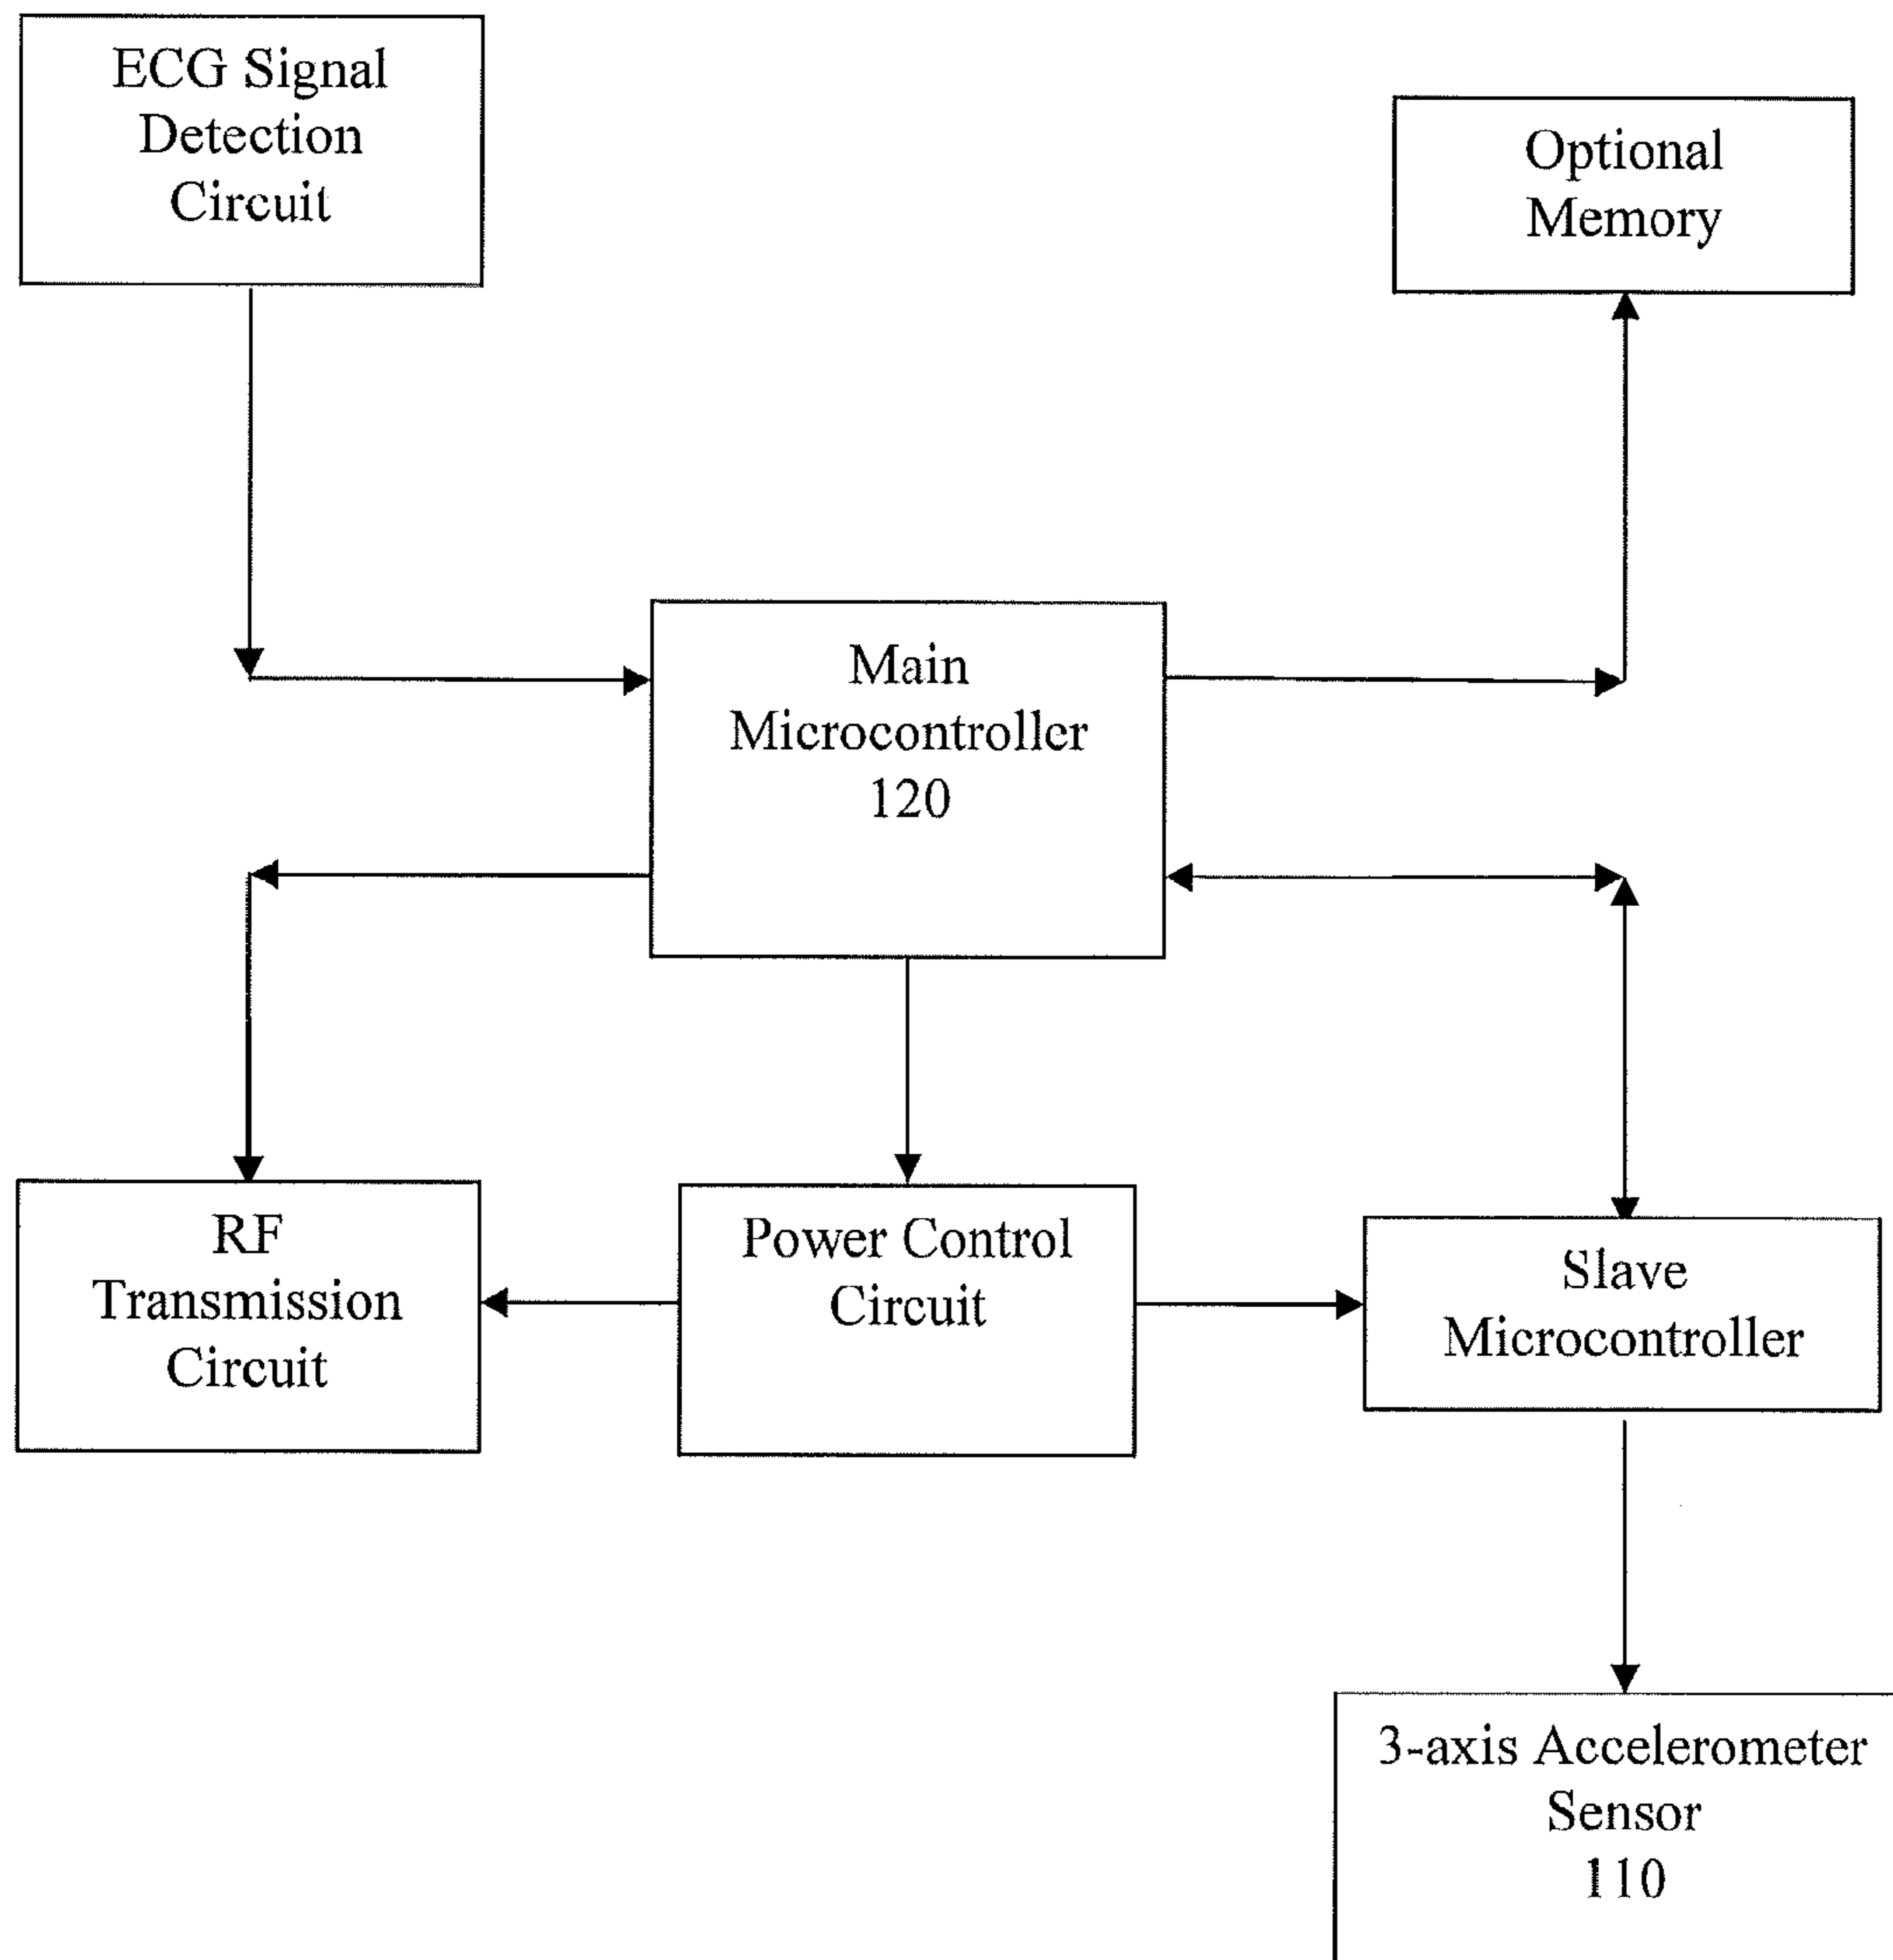 ECG Signal
Detection
Circuit
Optional
Memory
Main
Microcontroller
120
RF
Transmission
Circuit
Power Control
Circuit
Slave
Microcontroller
3-axis Accelerometer
Sensor
110